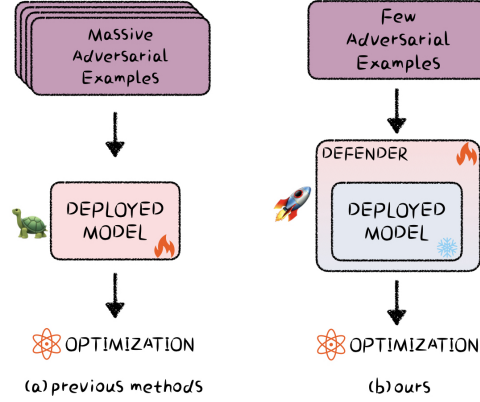 Massive
Adversarial
Examples
DEPLOYED
MODEL
OPTIMIZATION
(a) previous methods
Few
Adversarial
Examples
DEFENDER
DEPLOYED
MODEL
OPTIMIZATION
(b) ours